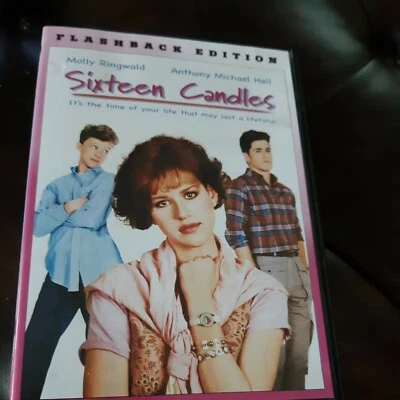 FLASHBACK EDITION
Molly Ringwald Anthony Michael Hall
Sixteen Candles
It's the time of your life that may last a lifetime.